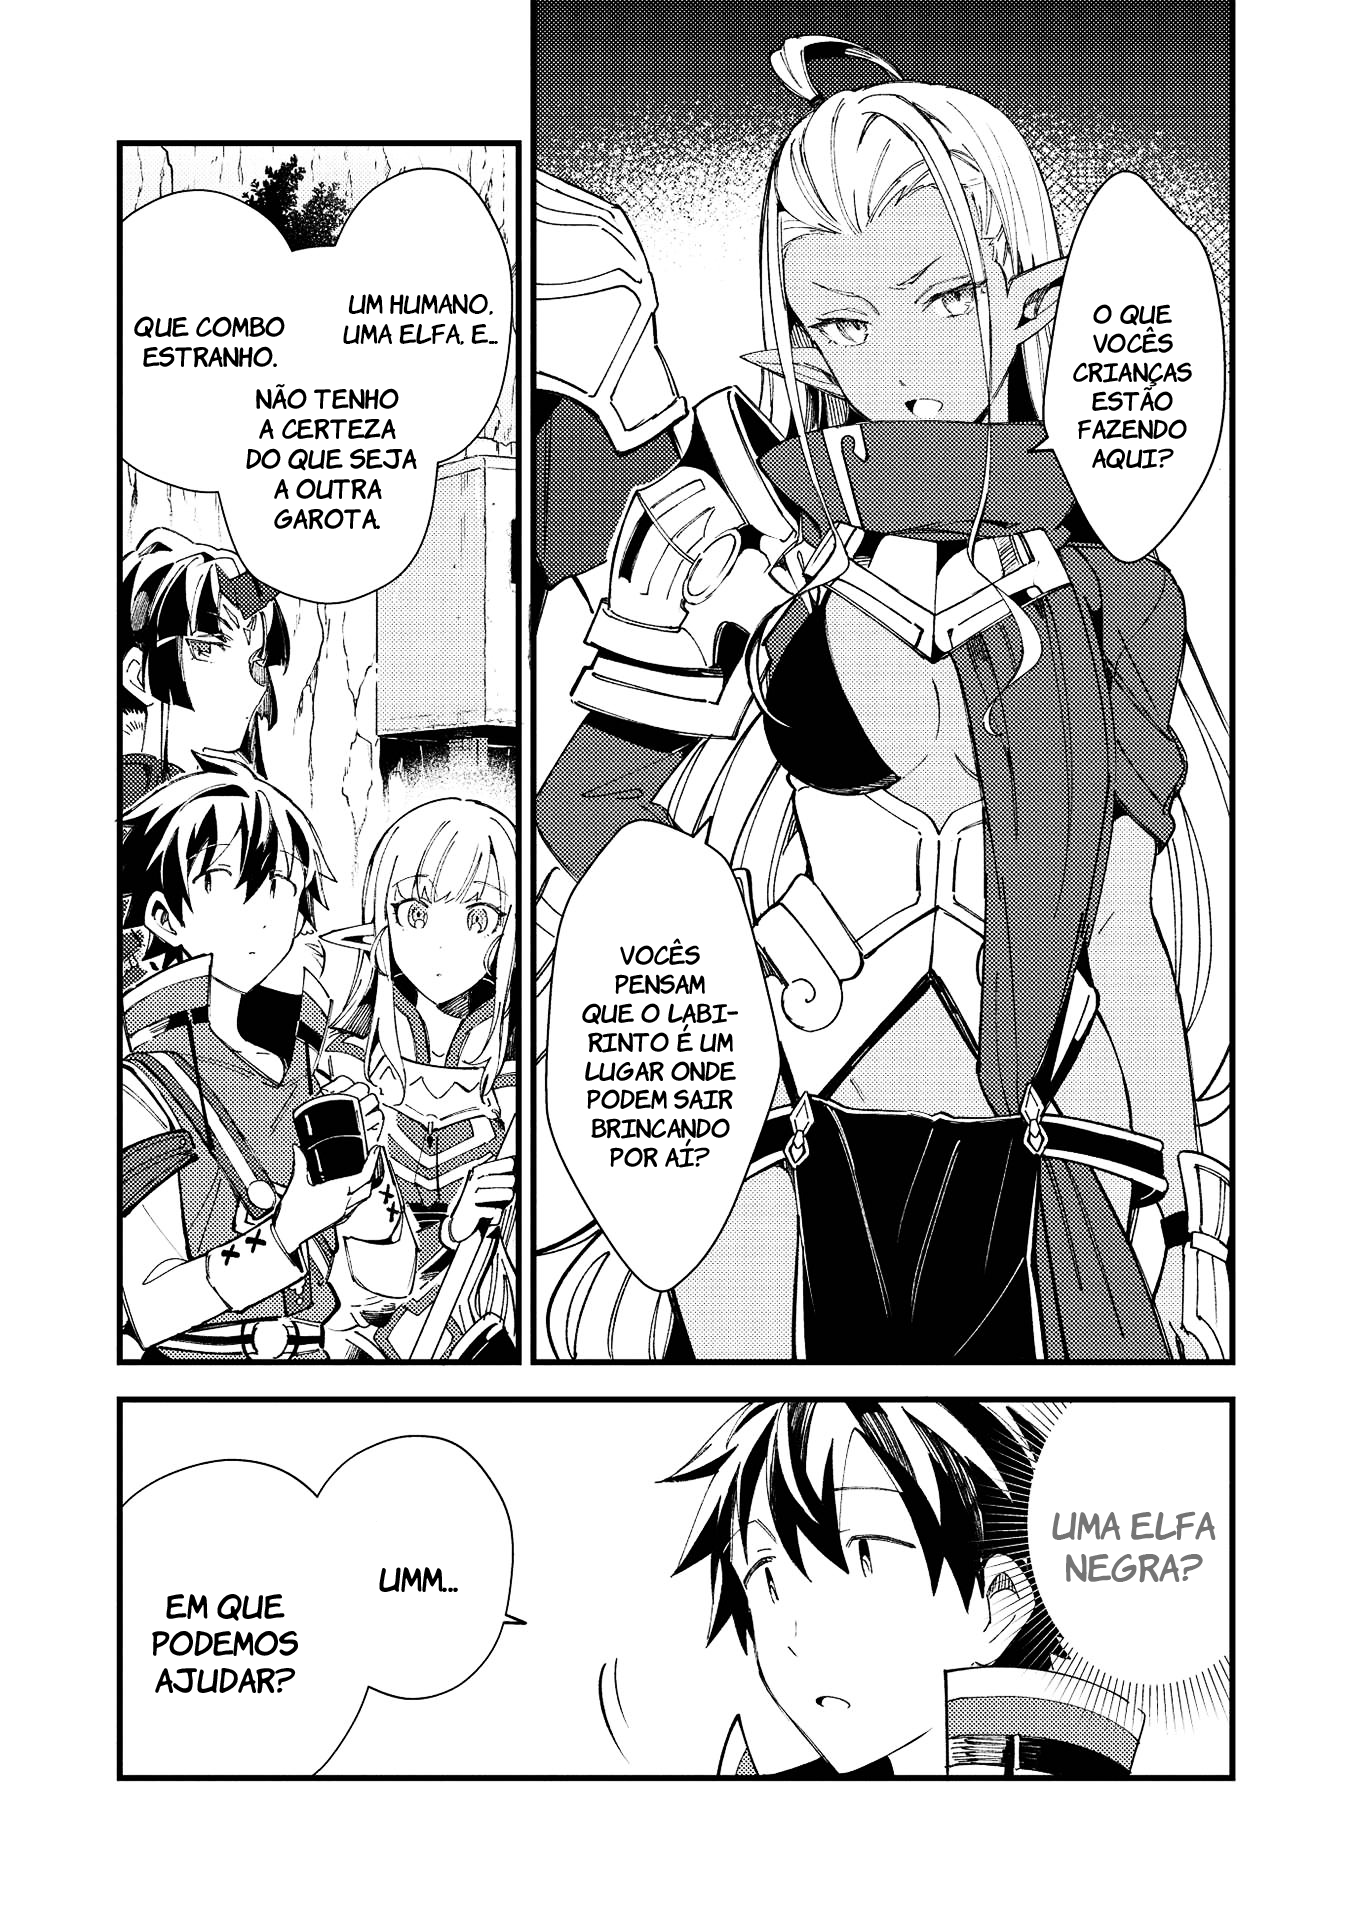 O QUE
VOCÊS
CRIANÇAS
ESTÃO
FAZENDO
AQUI?
VOCÊS
PENSAM
QUE O LABI-
RINTO É UM
LUGAR ONDE
PODEM SAIR
BRINCANDO
POR AÍ?
UM HUMANO,
UMA ELFA, E...
NÃO TENHO
A CERTEZA
DO QUE SEJA
A OUTRA
GAROTA.
QUE COMBO
ESTRANHO.
UMA ELFA
NEGRA?
UMM...
EM QUE
PODEMOS
AJUDAR?